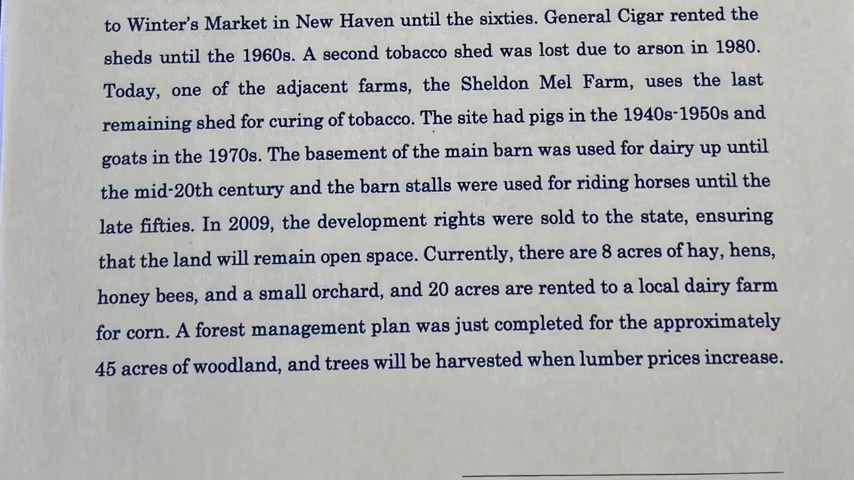 to Winter's Market in New Haven until the sixties. General Cigar rented the
sheds until the 1960s. A second tobacco shed was lost due to arson in 1980.
Today, one of the adjacent farms, the Sheldon Mel Farm, uses the last
remaining shed for curing of tobacco. The site had pigs in the 1940s-1950s and
goats in the 1970s. The basement of the main barn was used for dairy up until
the mid-20th century and the barn stalls were used for riding horses until the
late fifties. In 2009, the development rights were sold to the state, ensuring
that the land will remain open space. Currently, there are 8 acres of hay, hens,
honey bees, and a small orchard, and 20 acres are rented to a local dairy farm
for corn. A forest management plan was just completed for the approximately
45 acres of woodland, and trees will be harvested when lumber prices increase.